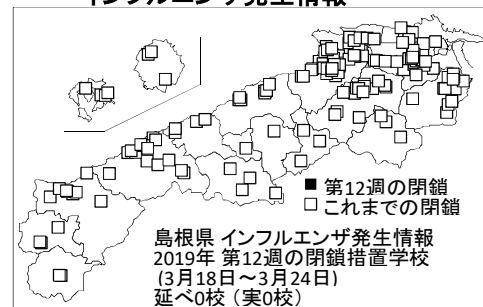 インフルエンザ発生情報
■ 第12週の閉鎖
□ これまでの閉鎖
島根県 インフルエンザ発生情報
2019年 第12週の閉鎖措置学校
(3月18日～3月24日)
延べ0校 (実0校)